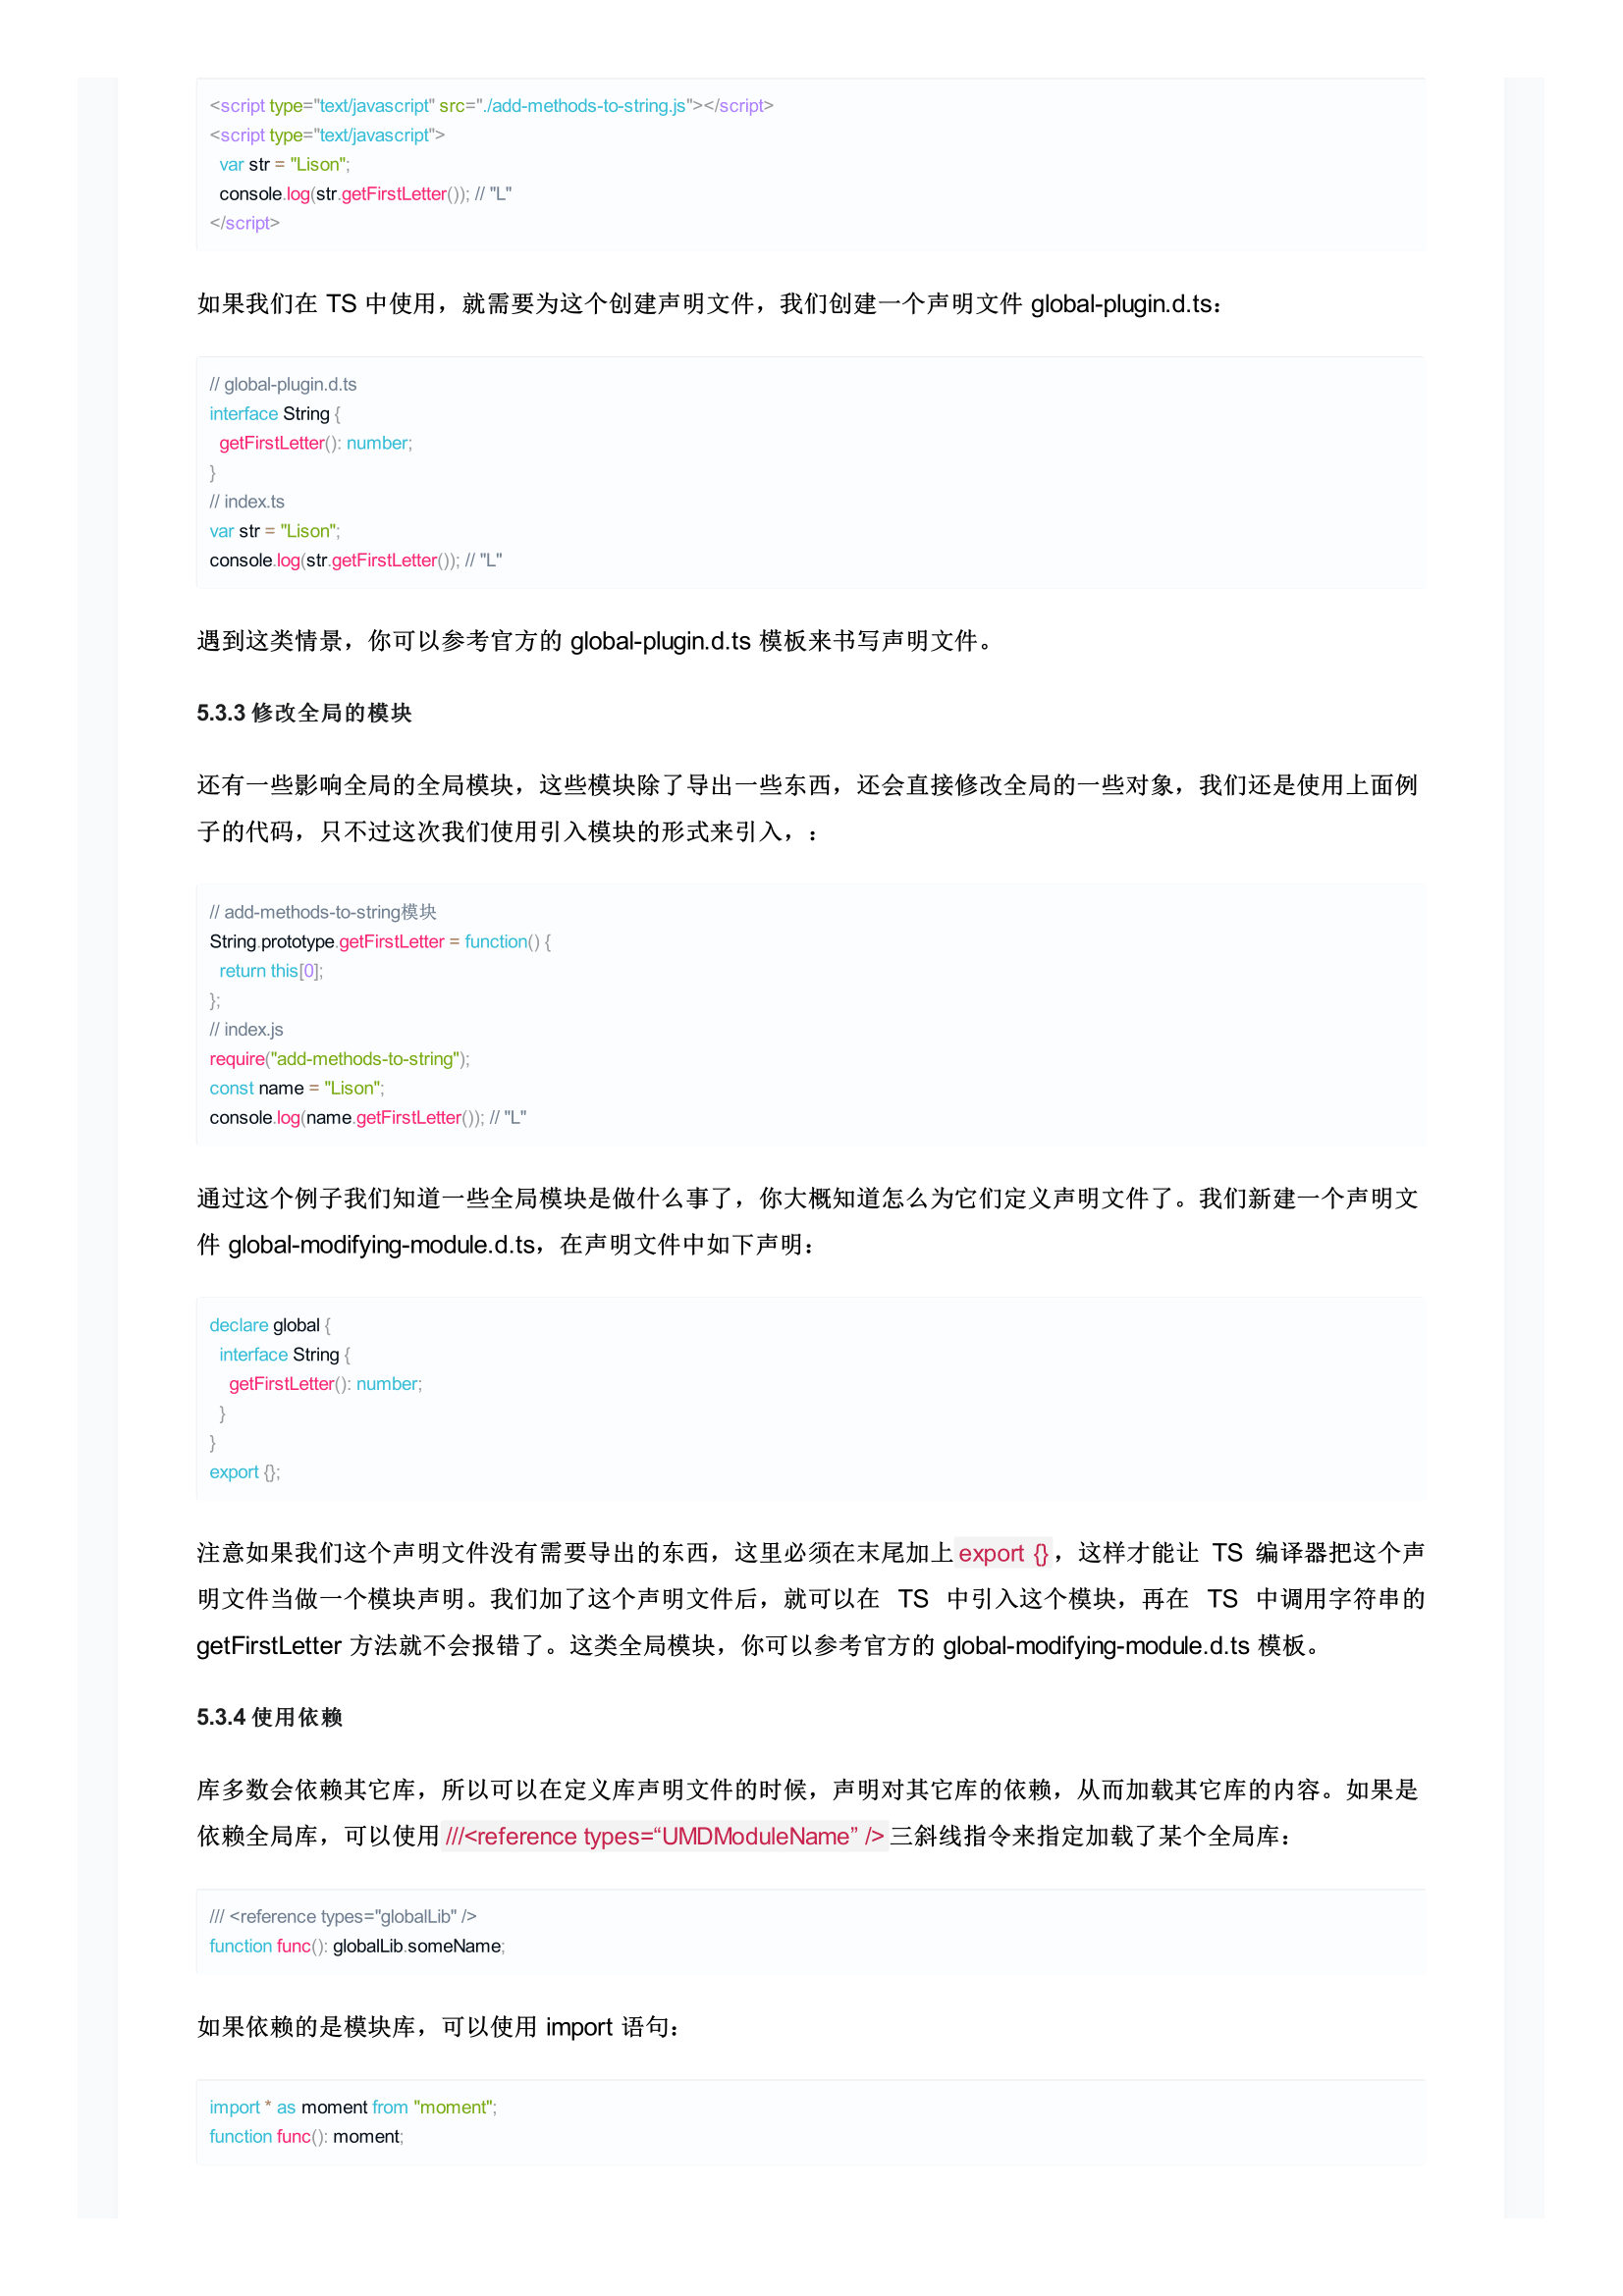 <script type="text/javascript" src="./add-methods-to-string.js"></script>
<script type="text/javascript">
  var str = "Lison";
  console.log(str.getFirstLetter()); // "L"
</script>
如果我们在 TS 中使用，就需要为这个创建声明文件，我们创建一个声明文件 global-plugin.d.ts：
// global-plugin.d.ts
interface String {
  getFirstLetter(): number;
}
// index.ts
var str = "Lison";
console.log(str.getFirstLetter()); // "L"
遇到这类情景，你可以参考官方的 global-plugin.d.ts 模板来书写声明文件。
5.3.3 修改全局的模块
还有一些影响全局的全局模块，这些模块除了导出一些东西，还会直接修改全局的一些对象，我们还是使用上面例
子的代码，只不过这次我们使用引入模块的形式来引入，：
// add-methods-to-string模块
String.prototype.getFirstLetter = function() {
  return this[0];
};
// index.js
require("add-methods-to-string");
const name = "Lison";
console.log(name.getFirstLetter()); // "L"
通过这个例子我们知道一些全局模块是做什么事了，你大概知道怎么为它们定义声明文件了。我们新建一个声明文
件 global-modifying-module.d.ts，在声明文件中如下声明：
declare global {
  interface String {
    getFirstLetter(): number;
  }
}
export {};
注意如果我们这个声明文件没有需要导出的东西，这里必须在末尾加上 export {}，这样才能让 TS 编译器把这个声
明文件当做一个模块声明。我们加了这个声明文件后，就可以在 TS 中引入这个模块，再在 TS 中调用字符串的
getFirstLetter 方法就不会报错了。这类全局模块，你可以参考官方的 global-modifying-module.d.ts 模板。
5.3.4 使用依赖
库多数会依赖其它库，所以可以在定义库声明文件的时候，声明对其它库的依赖，从而加载其它库的内容。如果是
依赖全局库，可以使用 ///<reference types=“UMDModuleName” /> 三斜线指令来指定加载了某个全局库：
/// <reference types="globalLib" />
function func(): globalLib.someName;
如果依赖的是模块库，可以使用 import 语句：
import * as moment from "moment";
function func(): moment;